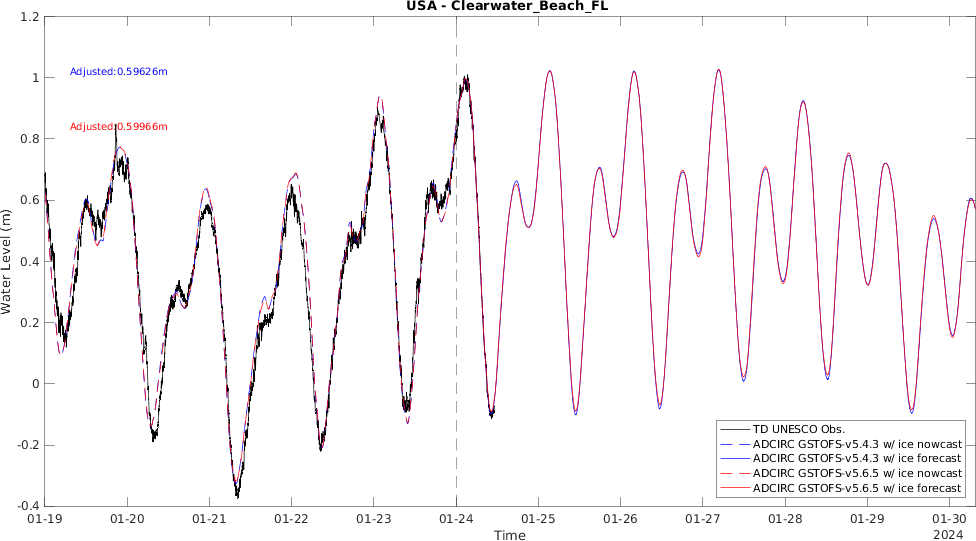 USA - Clearwater_Beach_FL
1.2
1
0.8
0.6
0.4
0.2
0
-0.2
-0.4
Water Level (m)
Adjusted:0.59626m
Adjusted:0.59966m
TD UNESCO Obs.
ADCIRC GSTOFS-v5.4.3 w/ ice nowcast
ADCIRC GSTOFS-v5.4.3 w/ ice forecast
ADCIRC GSTOFS-v5.6.5 w/ ice nowcast
ADCIRC GSTOFS-v5.6.5 w/ ice forecast
01-19 01-20 01-21 01-22 01-23 01-24 01-25 01-26 01-27 01-28 01-29 01-30
Time
2024